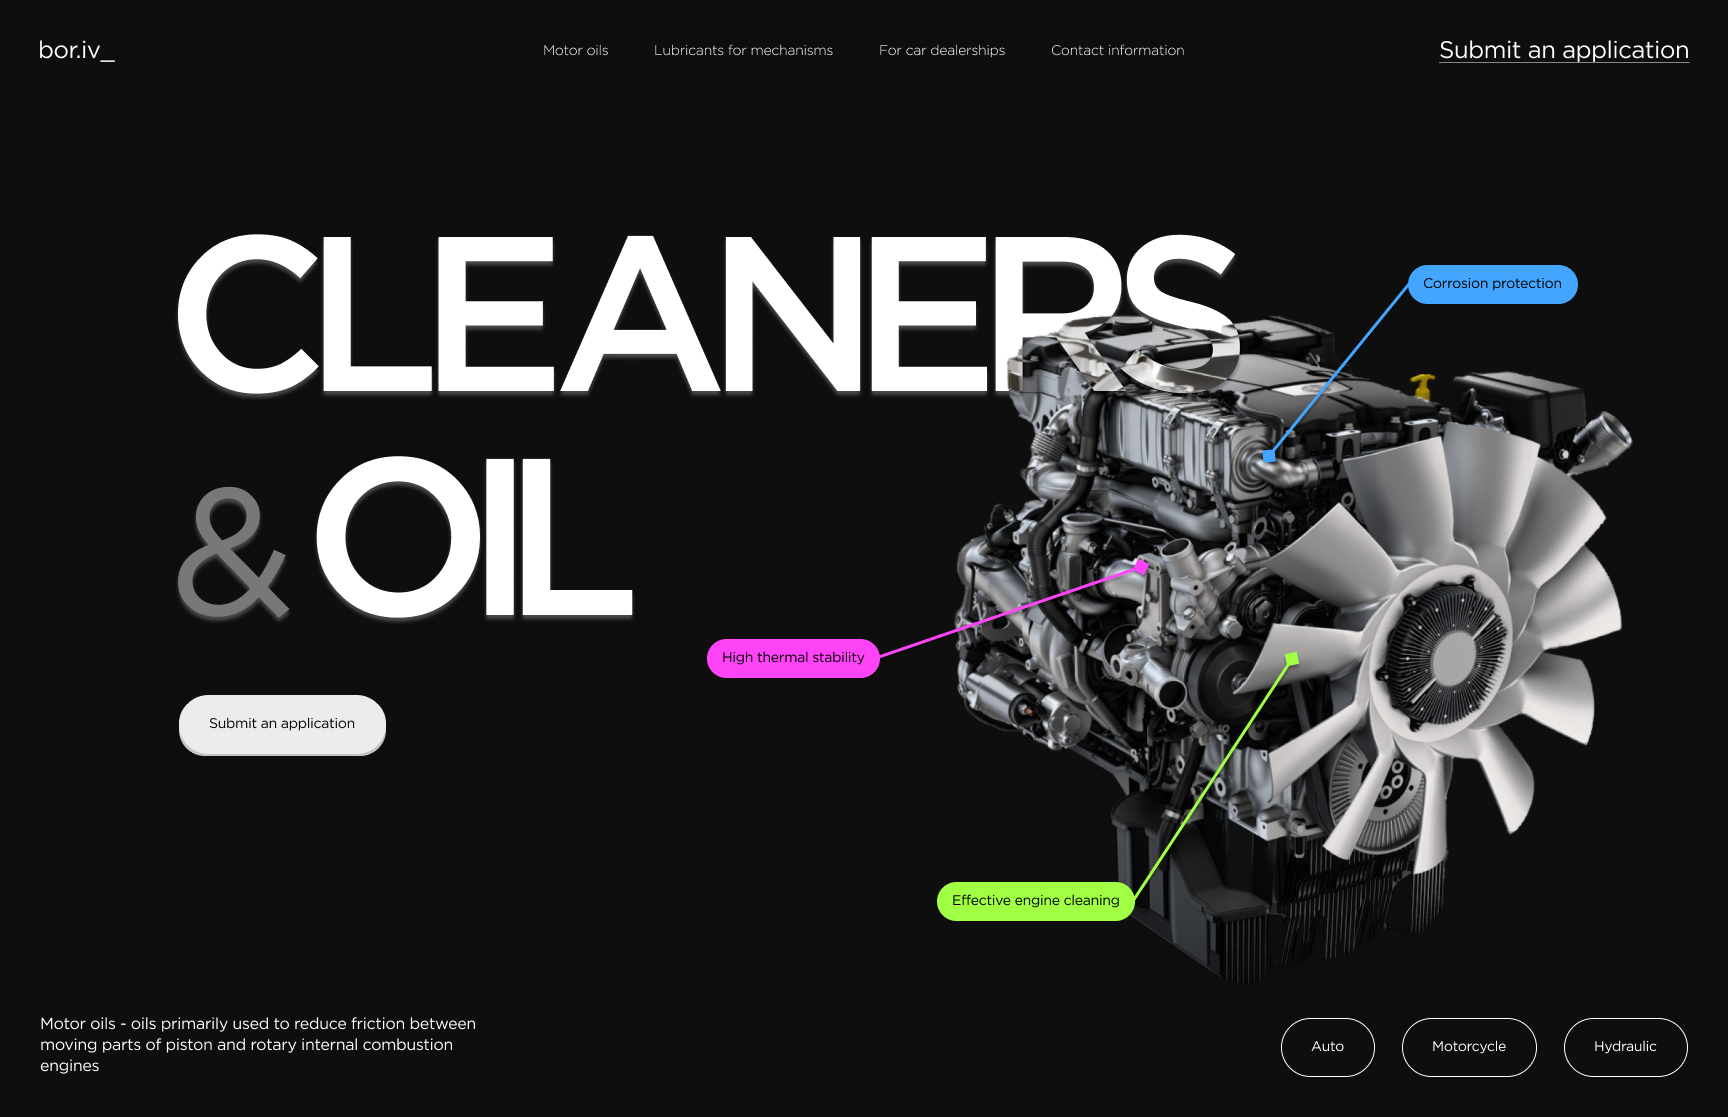 bor.iv_
Motor oils
Lubricants for mechanisms
For car dealerships
Contact information
Submit an application
CLEANERS
& OIL
Corrosion protection
High thermal stability
Submit an application
Effective engine cleaning
Motor oils - oils primarily used to reduce friction between
moving parts of piston and rotary internal combustion
engines
Auto
Motorcycle
Hydraulic